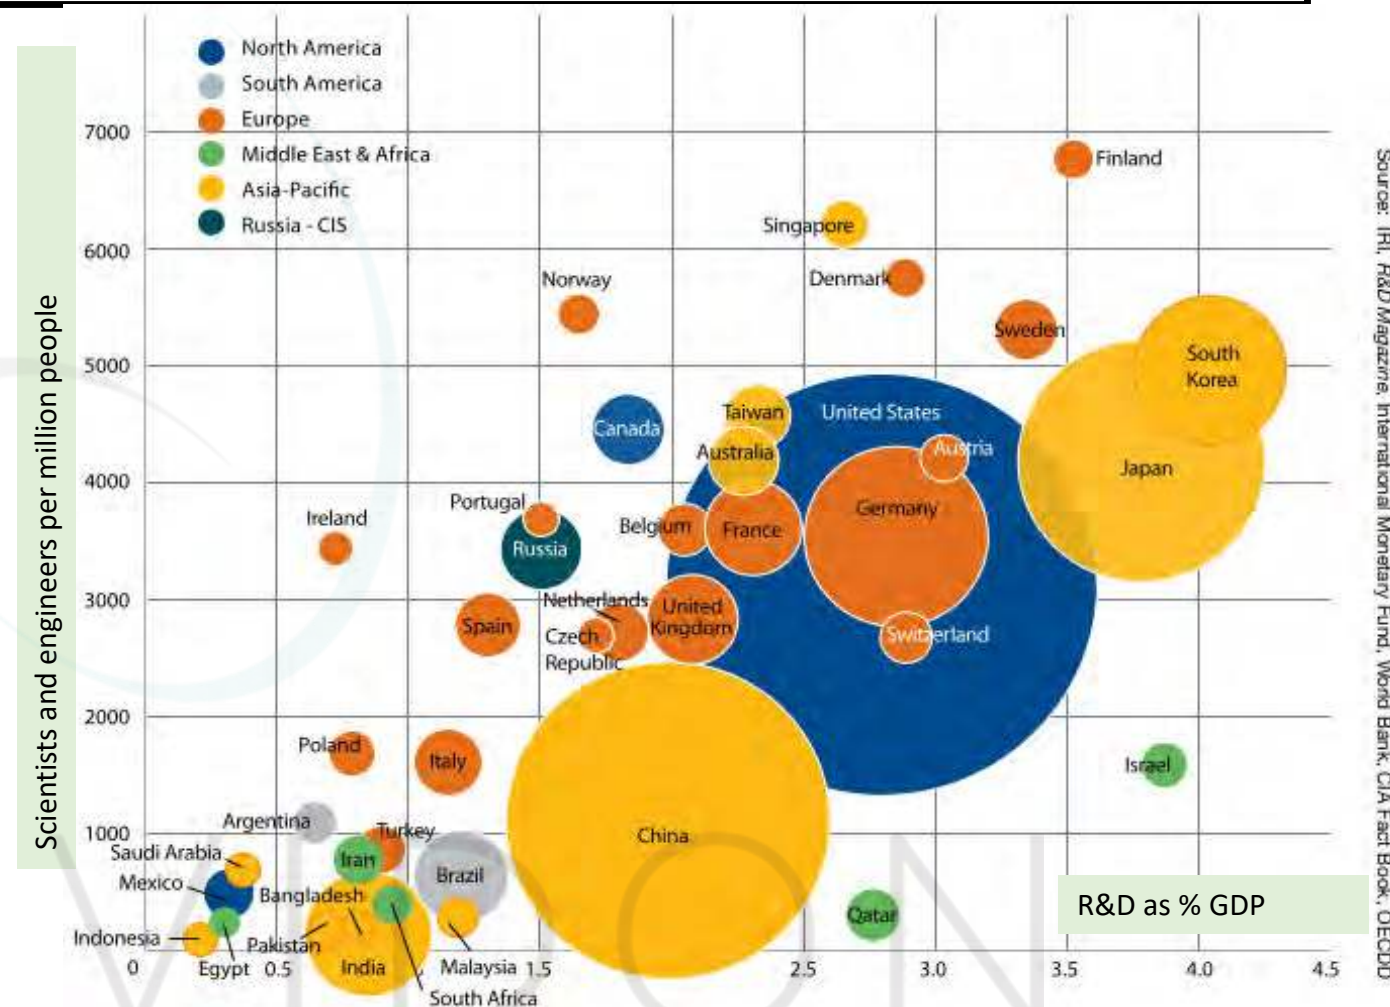 North America
South America
Europe
Middle East & Africa
Asia-Pacific
Russia - CIS
Scientists and engineers per million people
7000
6000
5000
4000
3000
2000
1000
0
0.5
1.5
2.5
3.0
3.5
4.0
4.5
R&D as % GDP
Finland
Singapore
Denmark
Norway
Sweden
South
Korea
Taiwan
United States
Canada
Australia
Austria
Japan
Portugal
Germany
Ireland
Belgium
France
Russia
Netherlands
United
Kingdom
Spain
Czech
Republic
Switzerland
Poland
Italy
Israel
Argentina
Turkey
China
Saudi Arabia
Iran
Mexico
Bangladesh
Brazil
Qatar
Indonesia
Pakistan
Egypt
India
Malaysia
South Africa
Source: IRI, R&D Magazine, International Monetary Fund, World Bank, CIA Fact Book, OECD